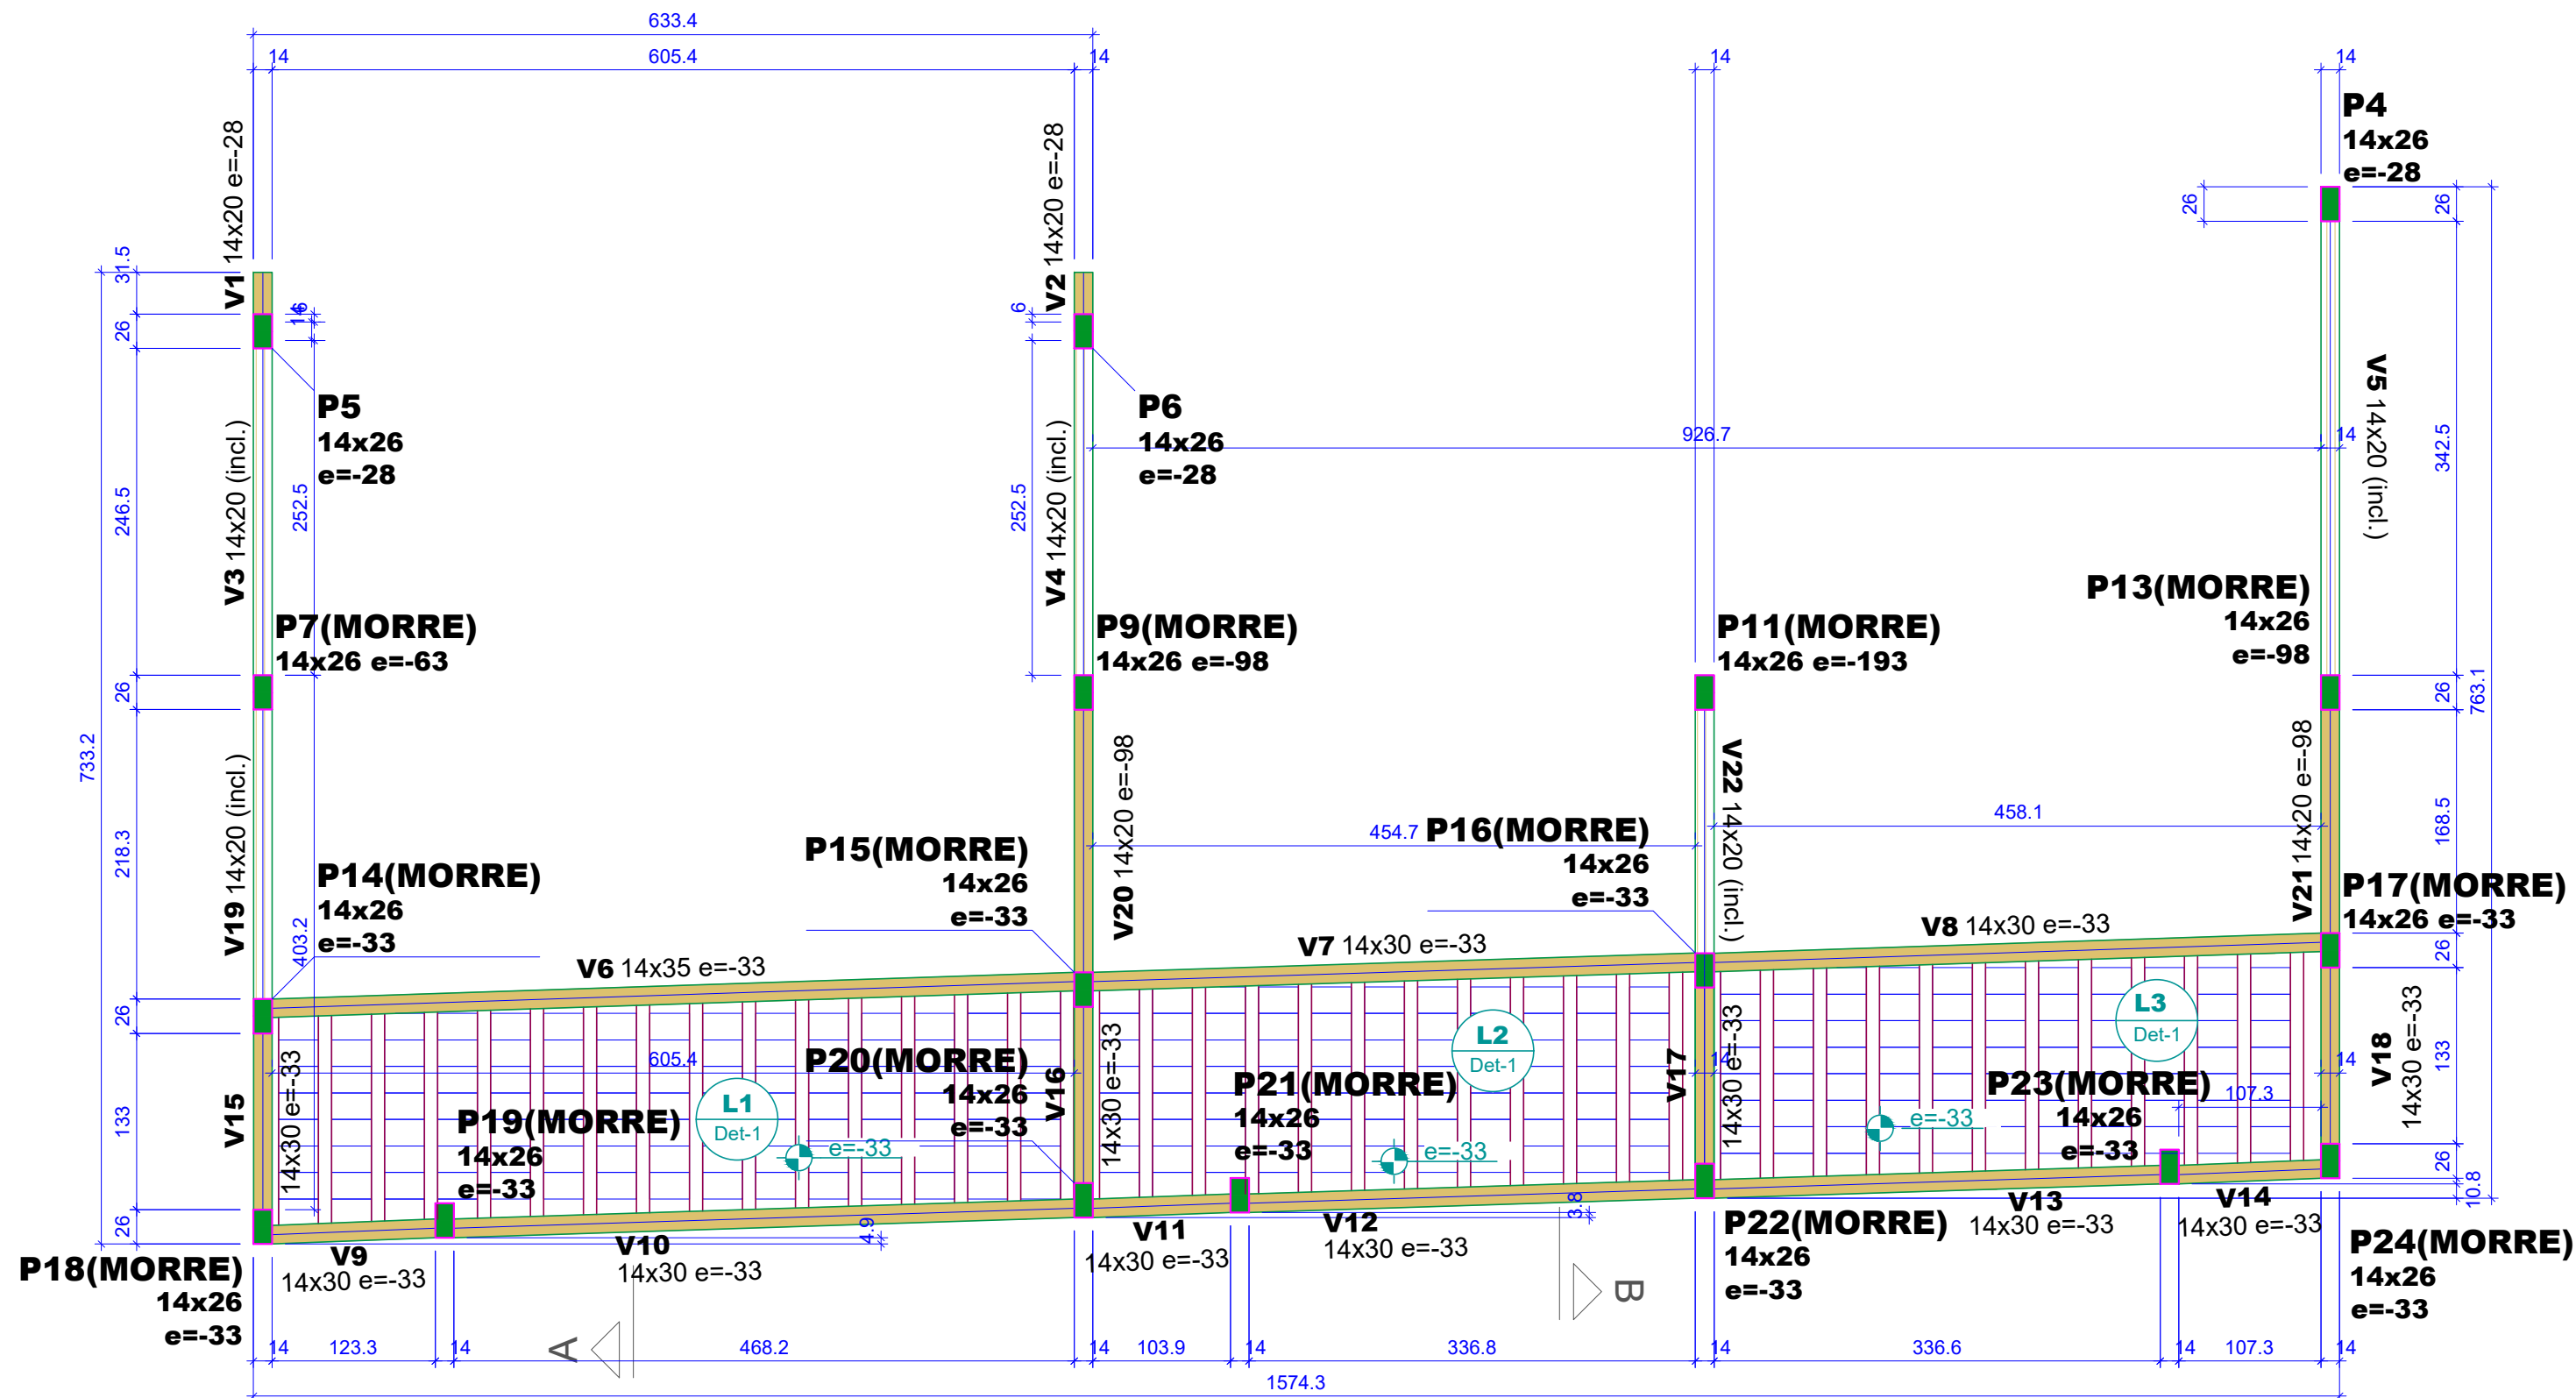 633.4
14
605.4
14
14
14
P4
14x26
e=-28
V1 14x20 e=-28
V2 14x20 e=-28
26
26
31.5
26
6
6
P5
14x26
e=-28
P6
14x26
e=-28
V5 14x20 (incl.)
926.7
14
342.5
V3 14x20 (incl.)
246.5
252.5
V4 14x20 (incl.)
252.5
P7(MORRE)
14x26 e=-63
P9(MORRE)
14x26 e=-98
P11(MORRE)
14x26 e=-193
P13(MORRE)
14x26
e=-98
26
26
763.1
733.2
V19 14x20 (incl.)
218.3
V20 14x20 e=-98
V22 14x20 (incl.)
V21 14x20 e=-98
168.5
454.7
458.1
P14(MORRE)
14x26
e=-33
403.2
P15(MORRE)
14x26
e=-33
P16(MORRE)
14x26
e=-33
P17(MORRE)
14x26 e=-33
V6 14x35 e=-33
V7 14x30 e=-33
V8 14x30 e=-33
26
26
V15
14x30 e=-33
133
605.4
L1
Det-1
e=-33
P19(MORRE)
14x26
e=-33
P20(MORRE)
14x26
e=-33
V16
14x30 e=-33
L2
Det-1
e=-33
P21(MORRE)
14x26
e=-33
V17
14
14x30 e=-33
L3
Det-1
e=-33
P23(MORRE)
14x26
e=-33
107.3
14
V18
14x30 e=-33
133
26
26
10.8
4.9
3.8
P18(MORRE)
14x26
e=-33
V9
14x30 e=-33
V10
14x30 e=-33
V11
14x30 e=-33
V12
14x30 e=-33
P22(MORRE)
14x26
e=-33
V13
14x30 e=-33
V14
14x30 e=-33
P24(MORRE)
14x26
e=-33
A
B
14
123.3
14
468.2
14
103.9
14
336.8
14
336.6
14
107.3
14
1574.3